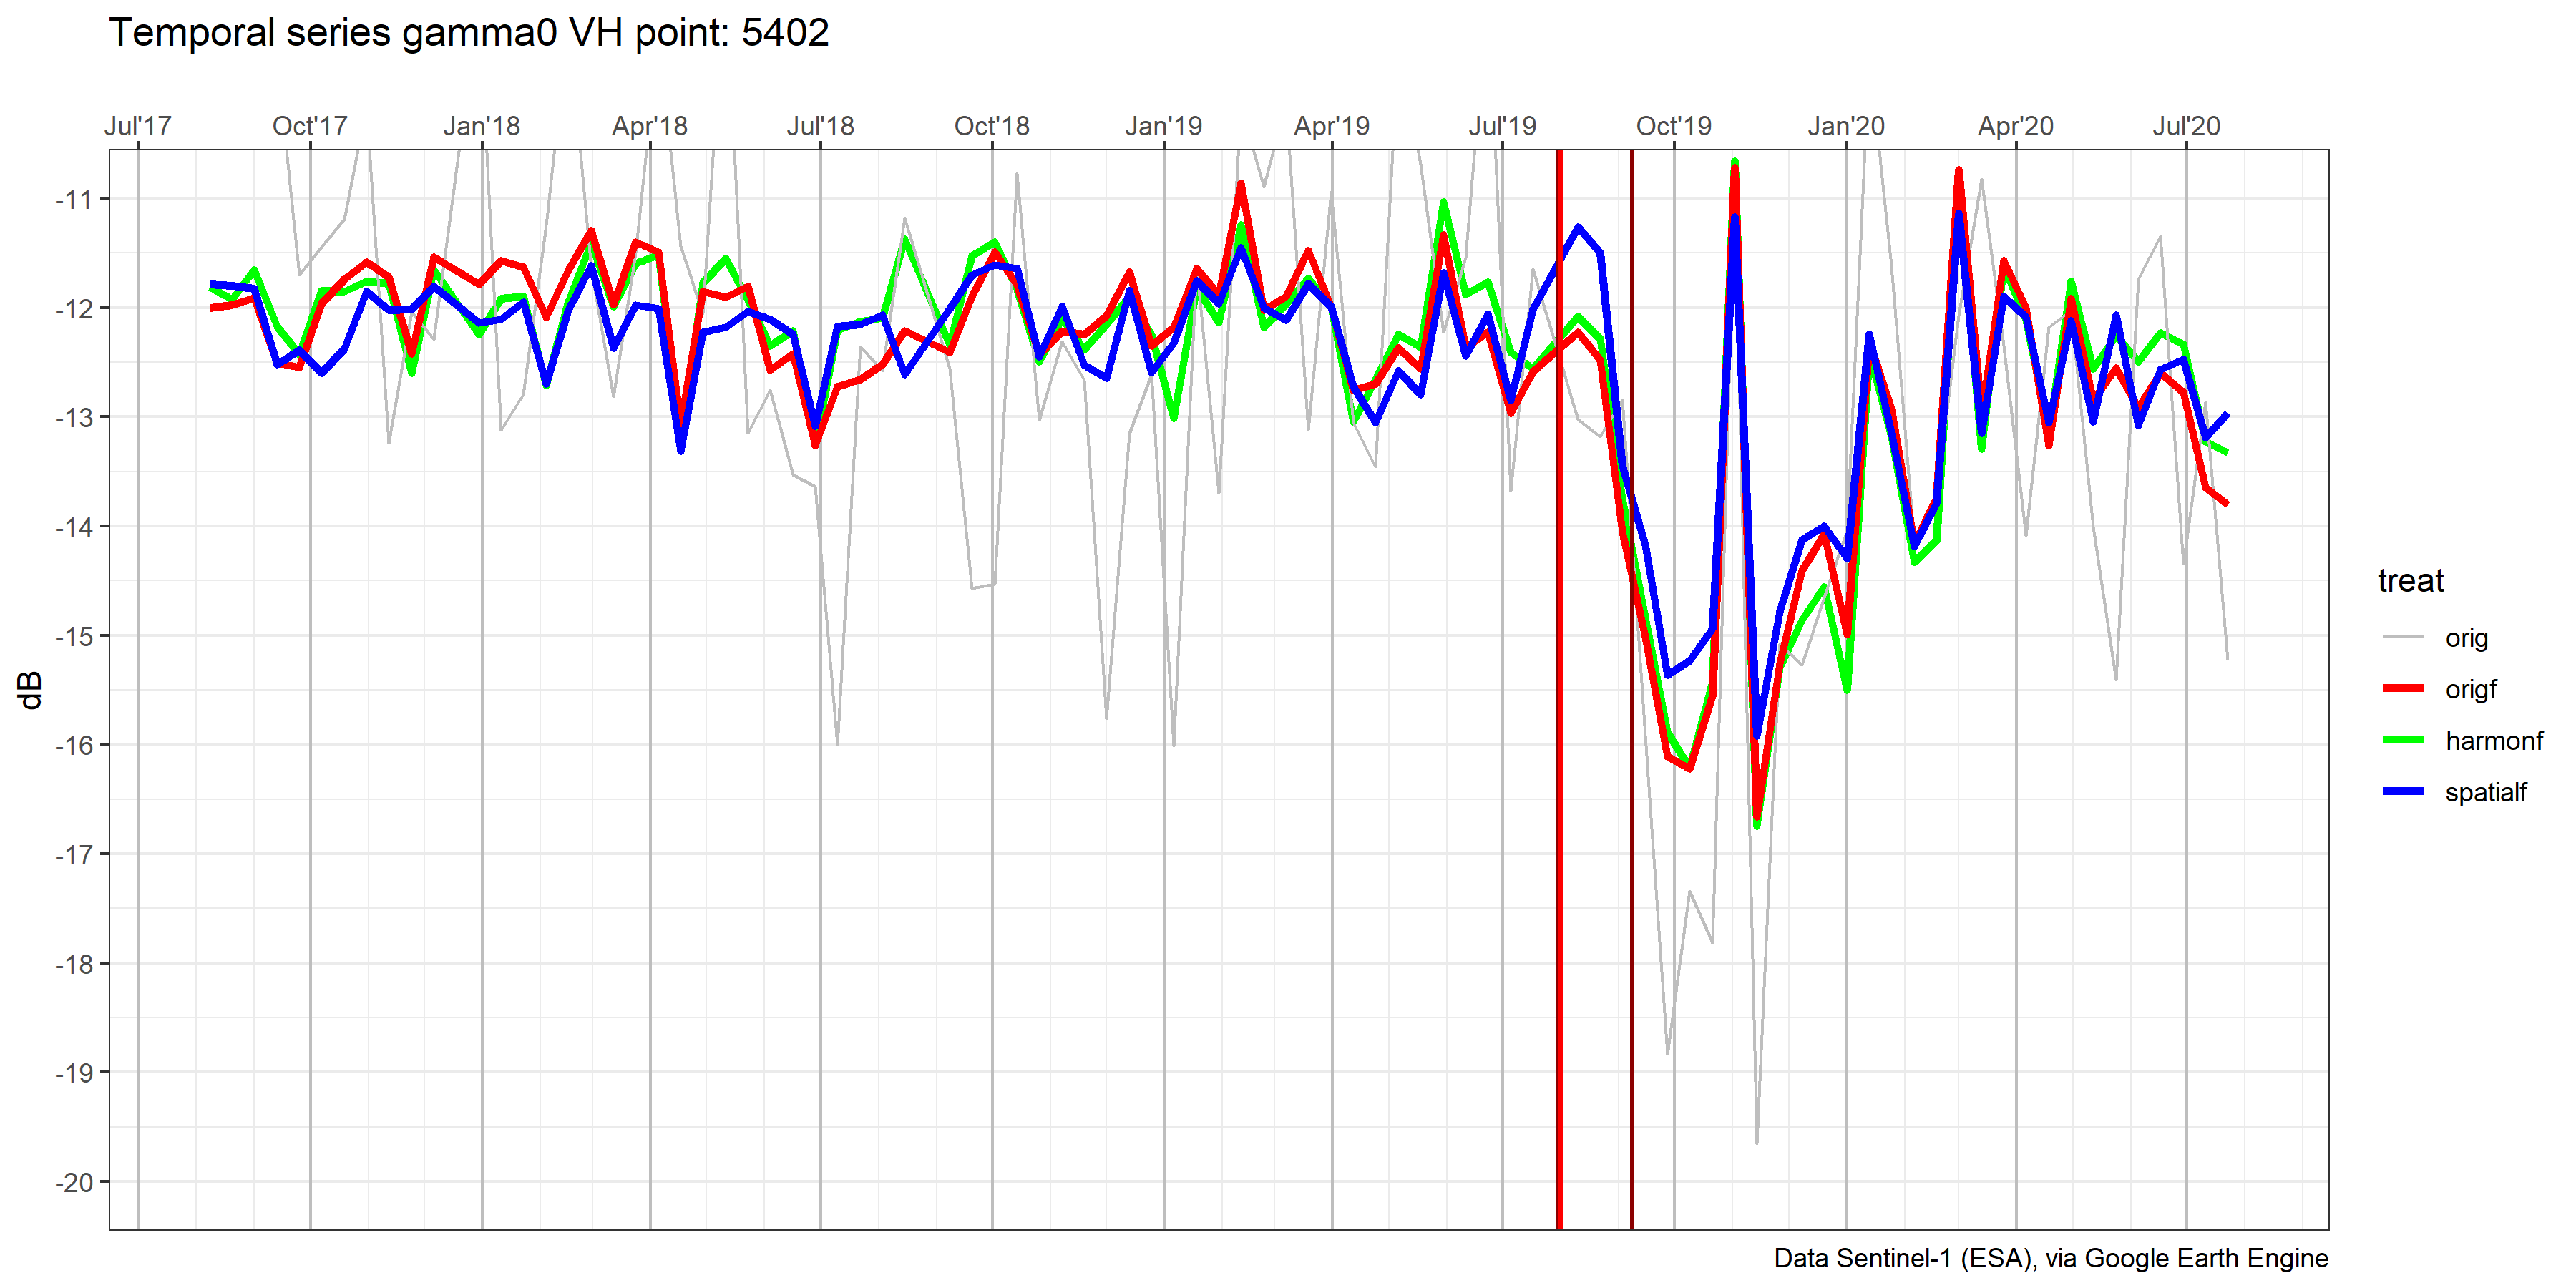 Temporal series gamma0 VH point: 5402
Jul'17 Oct'17 Jan'18 Apr'18 Jul'18 Oct'18 Jan'19 Apr'19 Jul'19 Oct'19 Jan'20 Apr'20 Jul'20
-11
-12
-13
-14
-15
-16
-17
-18
-19
-20
dB
treat
orig
origf
harmonf
spatialf
Data Sentinel-1 (ESA), via Google Earth Engine